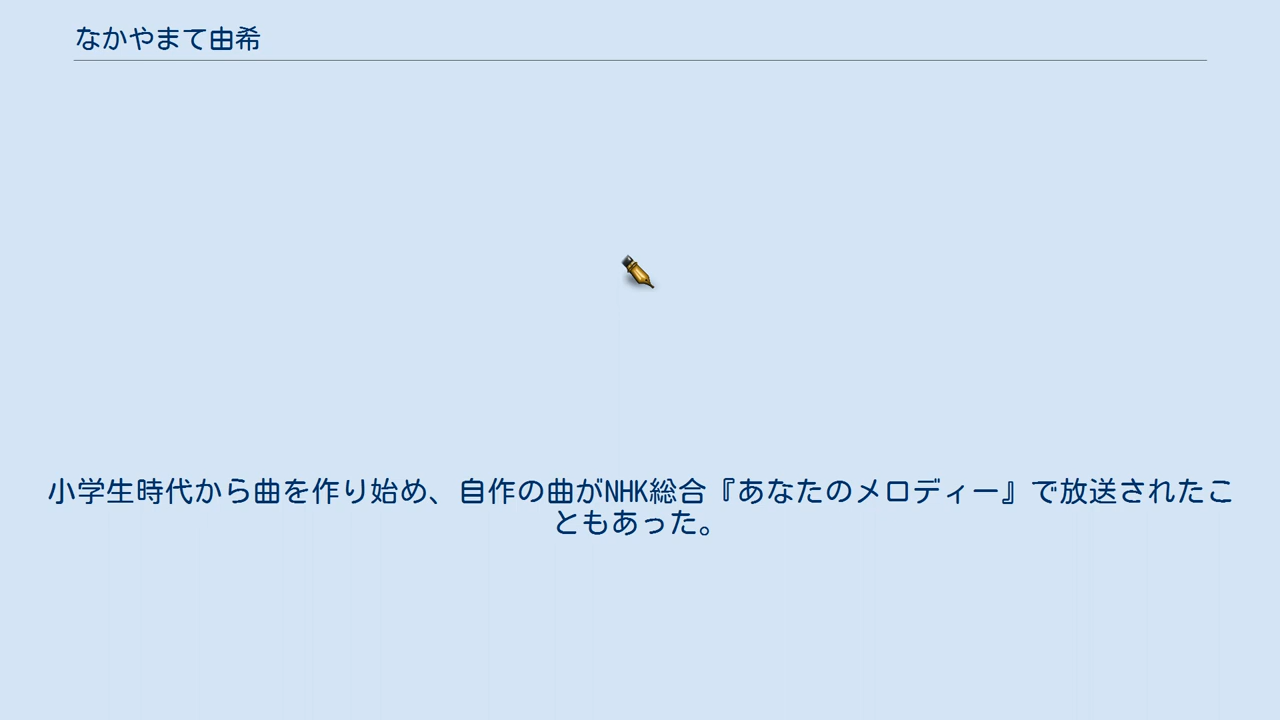 なかやまて由希
小学生時代から曲を作り始め、自作の曲がNHK総合『あなたのメロディー』で放送されたこ
ともあった。